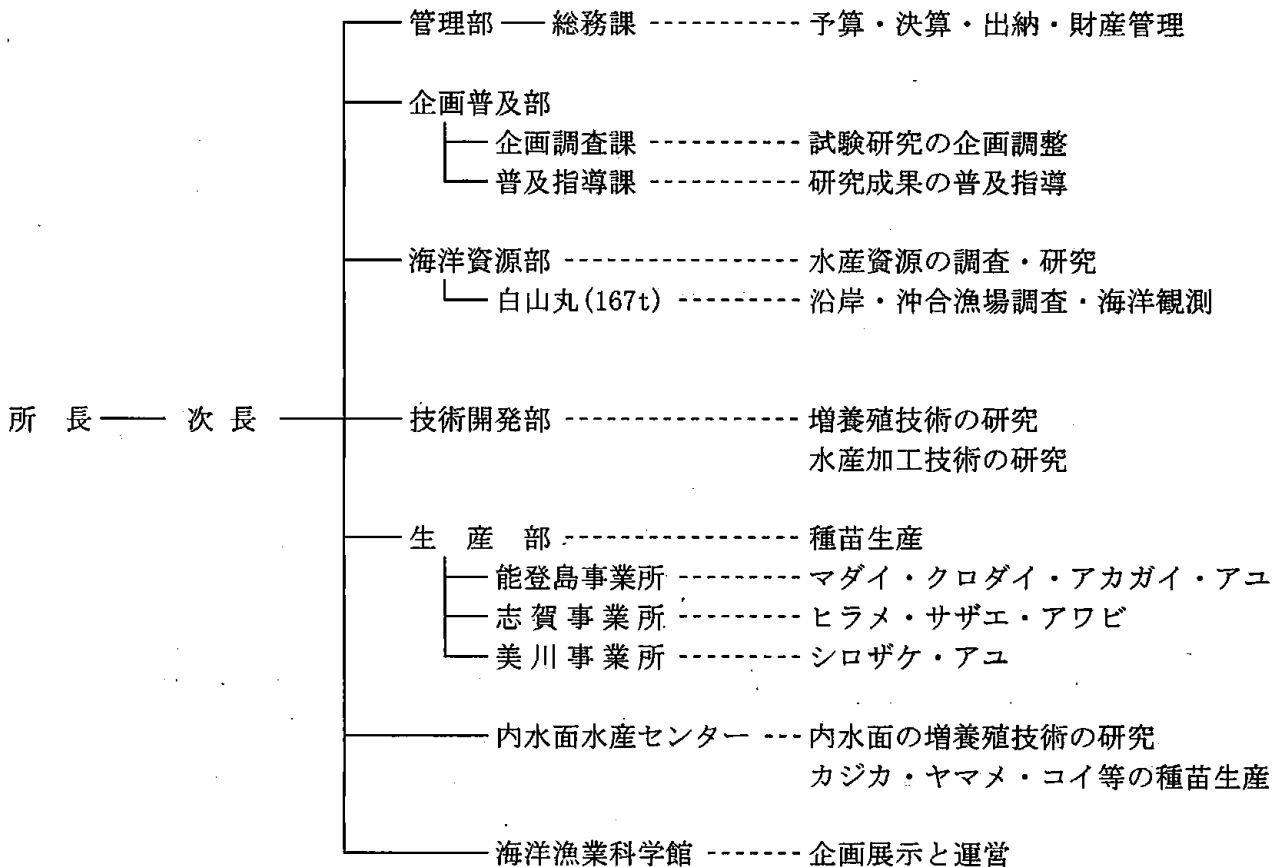 管理部 総務課 予算・決算・出納・財産管理
企画普及部
企画調査課 試験研究の企画調整
普及指導課 研究成果の普及指導
海洋資源部 水産資源の調査・研究
白山丸(167t) 沿岸・沖合漁場調査・海洋観測
所長 次長 技術開発部 増養殖技術の研究
水産加工技術の研究
生産部 種苗生産
能登島事業所 マダイ・クロダイ・アカガイ・アユ
志賀事業所 ヒラメ・サザエ・アワビ
美川事業所 シロザケ・アユ
内水面水産センター 内水面の増養殖技術の研究
カジカ・ヤマメ・コイ等の種苗生産
海洋漁業科学館 企画展示と運営